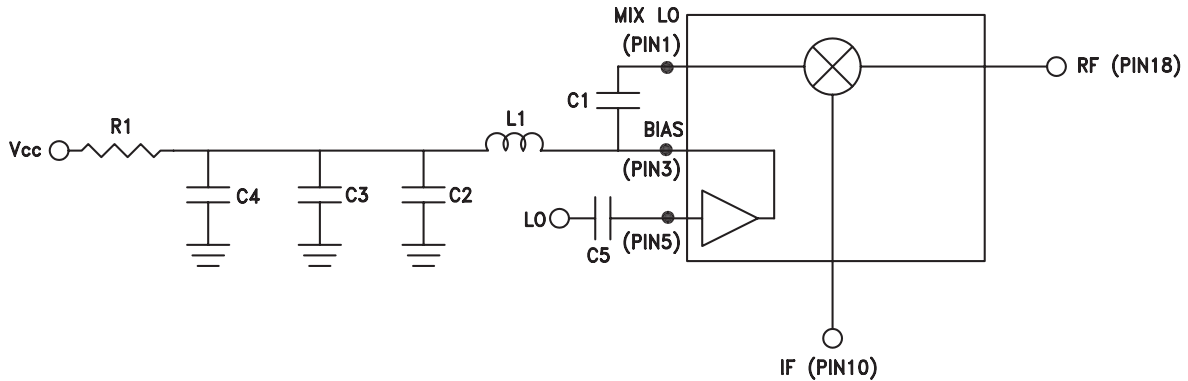 MIX LO
(PIN1)
RF (PIN18)
C1
L1
R1
BIAS
Vcc
(PIN3)
C4
C3
C2
LO
(PIN5)
C5
IF (PIN10)